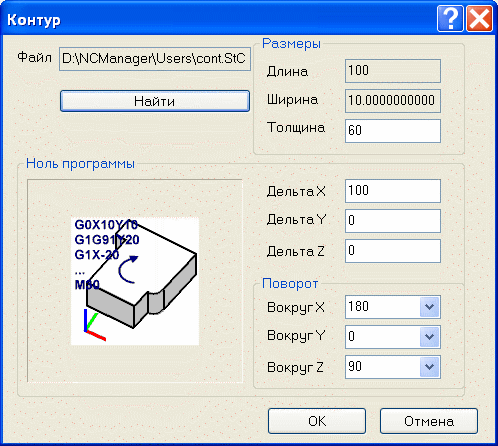 Контур
Файл D:\NCManager\Users\cont.StC
Найти
Размеры
Длина 100
Ширина 10.0000000000
Толщина 60
Ноль программы
G0X10Y10
G1G91Y20
G1X-20
...
M30
Дельта X 100
Дельта Y 0
Дельта Z 0
Поворот
Вокруг X 180
Вокруг Y 0
Вокруг Z 90
OK Отмена